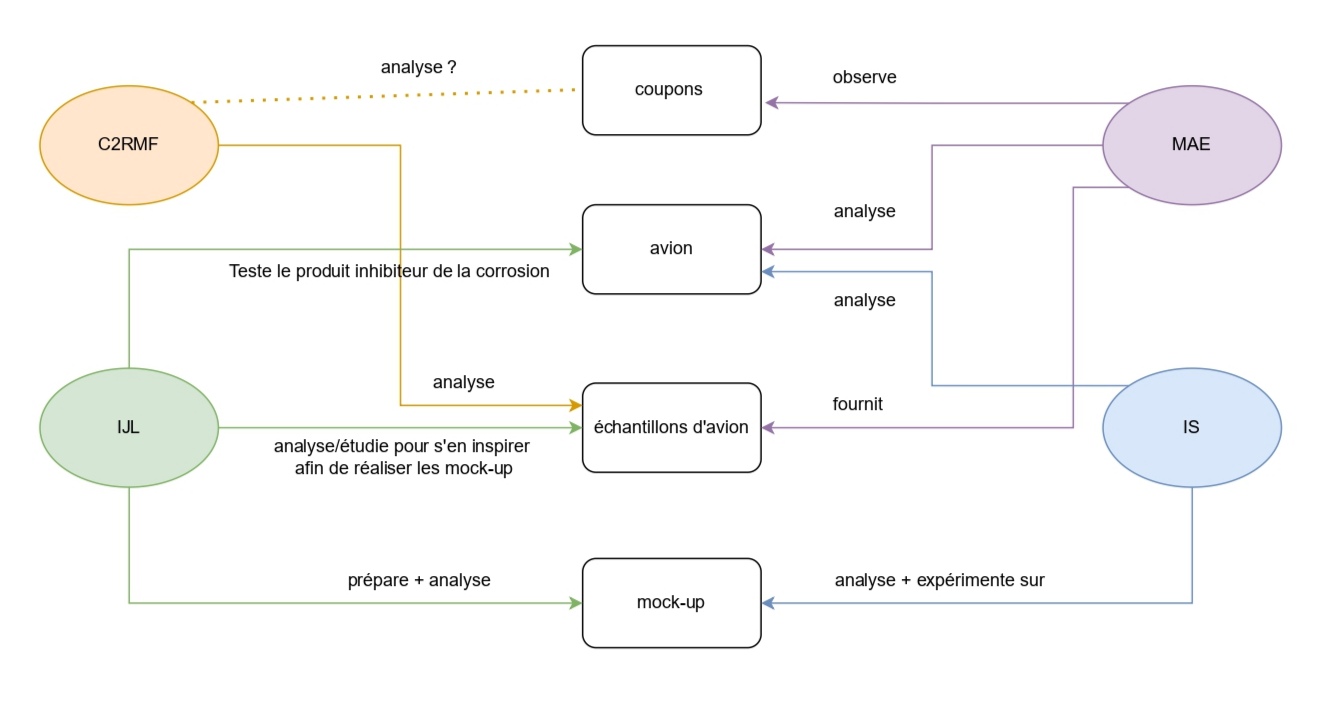 analyse ?
coupons
observe
C2RMF
MAE
analyse
avion
Teste le produit inhibiteur de la corrosion
analyse
analyse
fournit
IJL
échantillons d'avion
IS
analyse/étudie pour s'en inspirer
afin de réaliser les mock-up
prépare + analyse
mock-up
analyse + expérimente sur